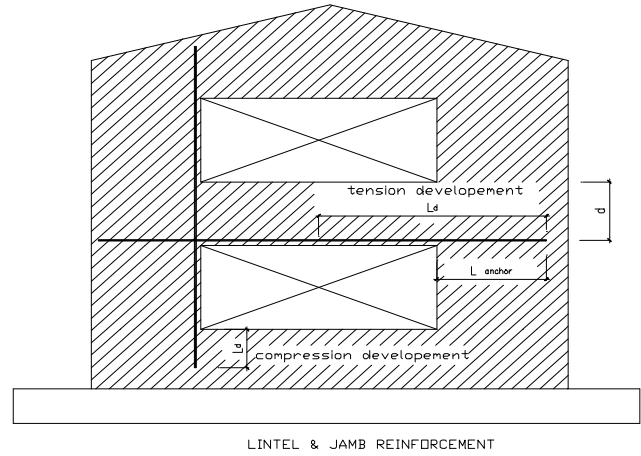 tension developement
Ld
d
L anchor
Ld
compression developement
LINTEL & JAMB REINFORCEMENT